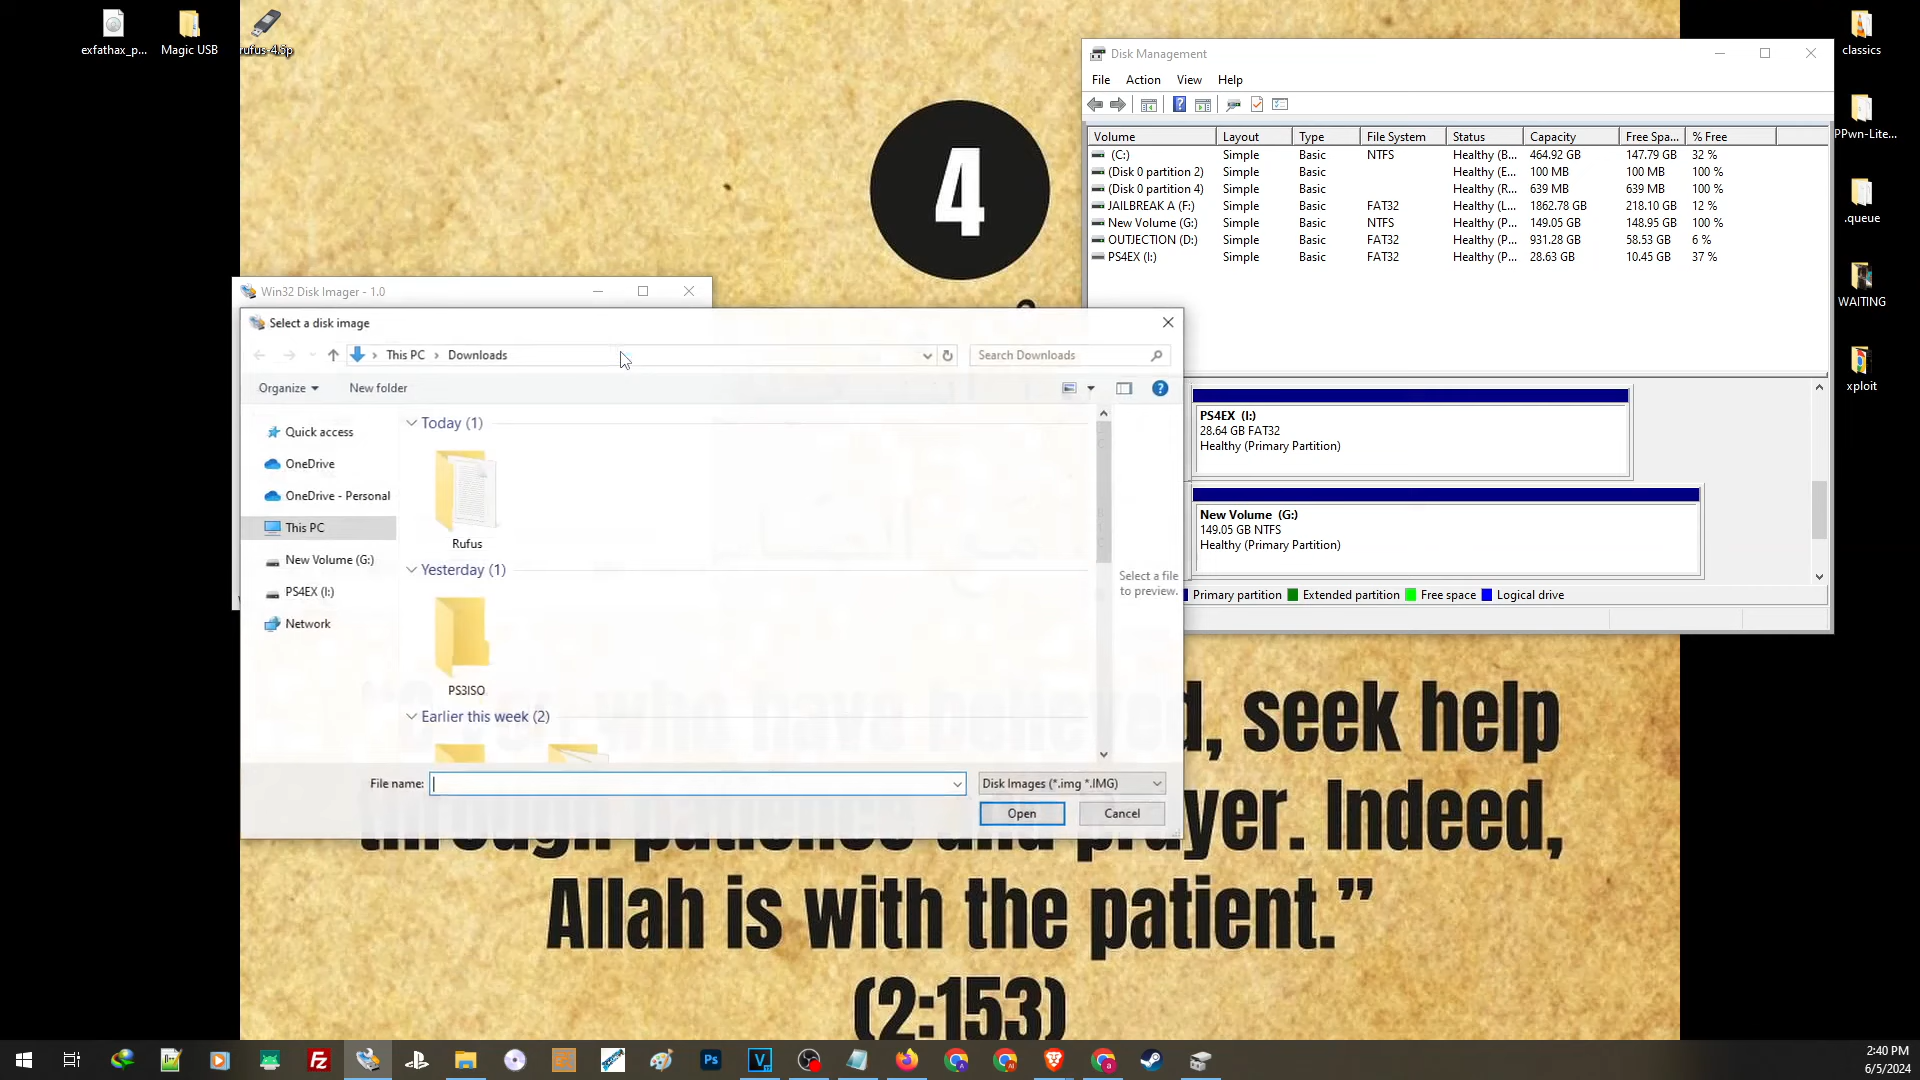 exfathax_p...
Magic USB
rufus-4.5p
classics
PPwn-Lite...
.queue
WAITING
xploit
4
Disk Management
File
Action
View
Help
Volume
Layout
Type
File System
Status
Capacity
Free Spa...
% Free
(C:) Simple Basic NTFS Healthy (B... 464.92 GB 147.79 GB 32 %
(Disk 0 partition 2) Simple Basic Healthy (E... 100 MB 100 MB 100 %
(Disk 0 partition 4) Simple Basic Healthy (R... 639 MB 639 MB 100 %
JAILBREAK A (F:) Simple Basic FAT32 Healthy (L... 1862.78 GB 218.10 GB 12 %
New Volume (G:) Simple Basic NTFS Healthy (P... 149.05 GB 148.95 GB 100 %
OUTJECTION (D:) Simple Basic FAT32 Healthy (P... 931.28 GB 58.53 GB 6 %
PS4EX (I:) Simple Basic FAT32 Healthy (P... 28.63 GB 10.45 GB 37 %
PS4EX (I:)
28.64 GB FAT32
Healthy (Primary Partition)
New Volume (G:)
149.05 GB NTFS
Healthy (Primary Partition)
Primary partition
Extended partition
Free space
Logical drive
Win32 Disk Imager - 1.0
Select a disk image
This PC
Downloads
Search Downloads
Organize
New folder
Quick access
OneDrive
OneDrive - Personal
This PC
New Volume (G:)
PS4EX (I:)
Network
Today (1)
Rufus
Yesterday (1)
PS3ISO
Earlier this week (2)
Select a file
to preview.
File name:
Disk Images (*.img *.IMG)
Open
Cancel
“O you who have believed, seek help
through patience and prayer. Indeed,
Allah is with the patient.”
(2:153)
Ps
2:40 PM
6/5/2024